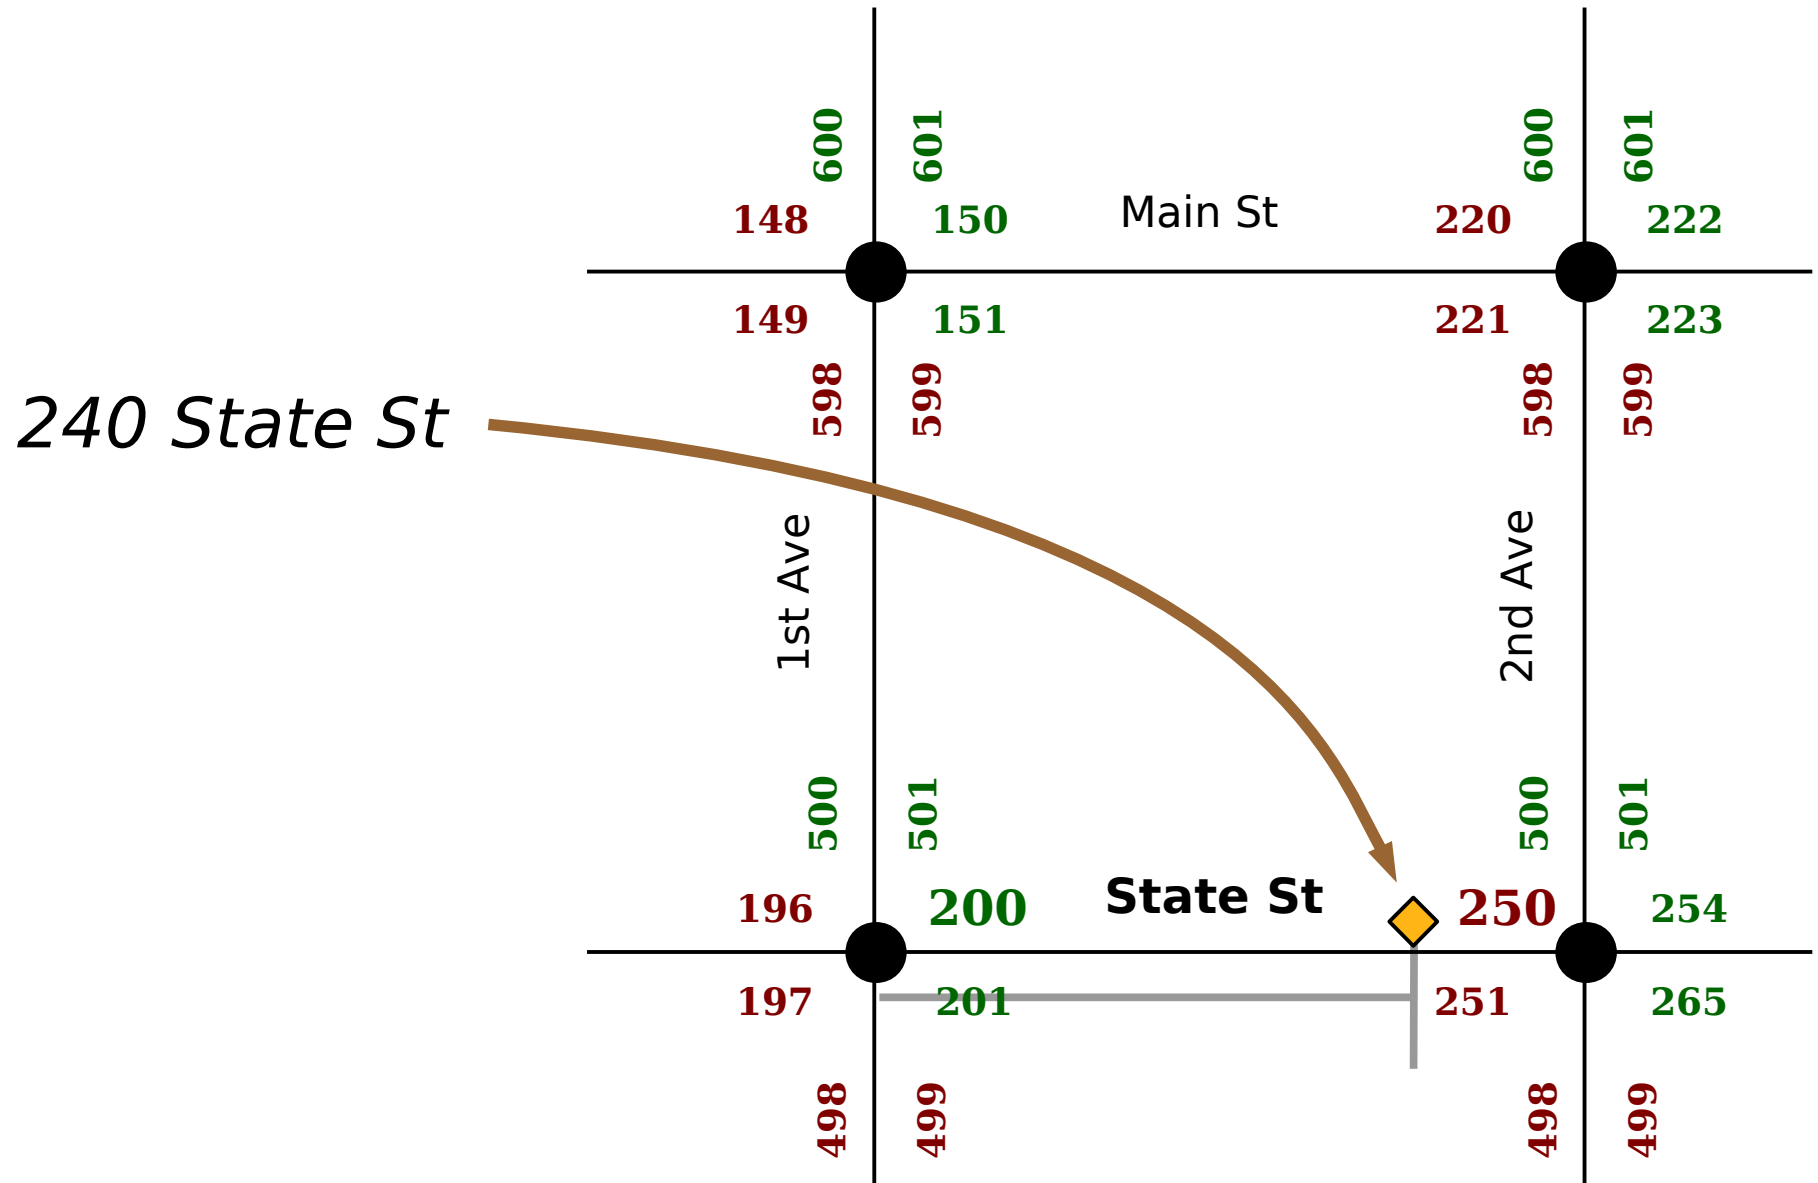 600 601 600 601
148 150 Main St 220 222
149 151 221 223
598 599 598 599
240 State St
1st Ave 2nd Ave
500 501 500 501
196 200 State St 250 254
197 201 251 265
498 499 498 499